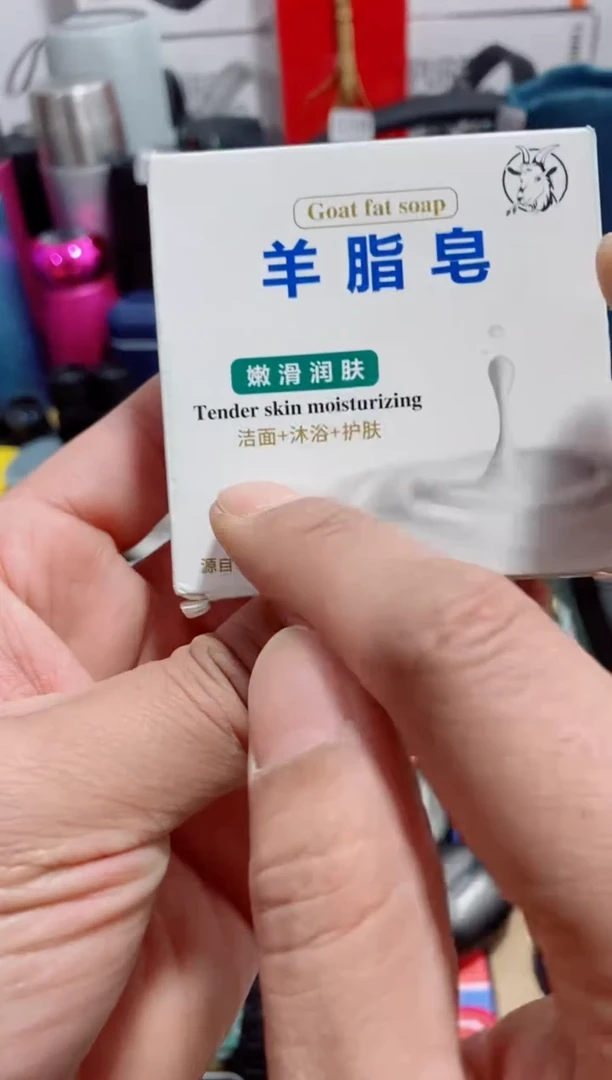 Goat fat soap
羊脂皂
嫩滑润肤
Tender skin moisturizing
洁面+沐浴+护肤
源自